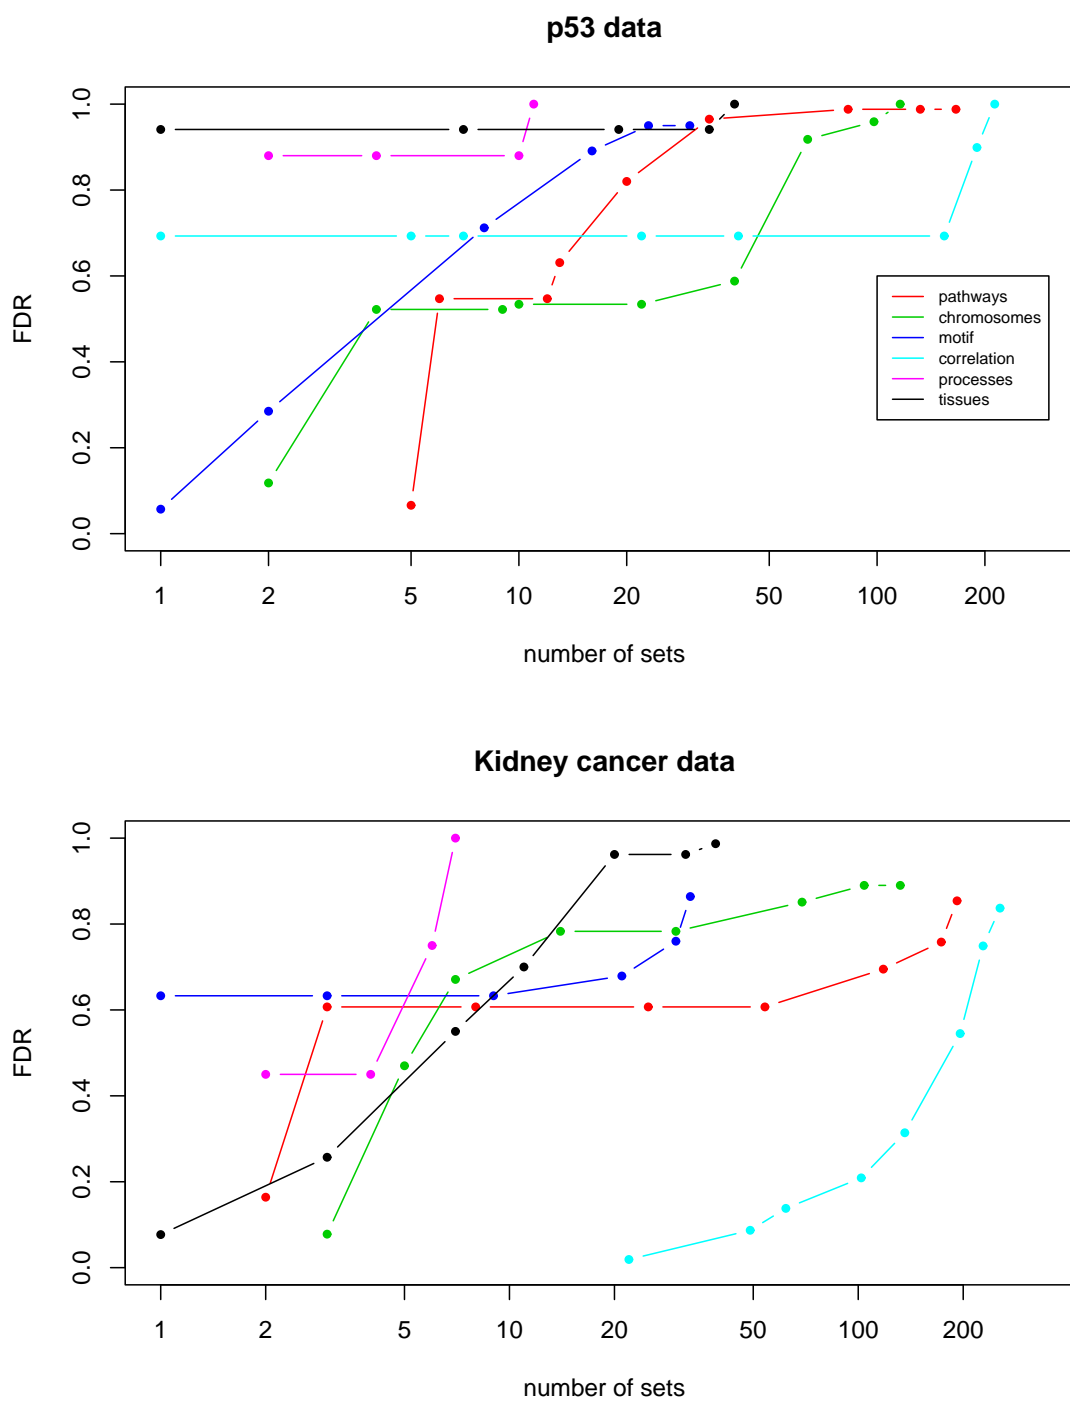 p53 data
FDR
1.0
0.8
0.6
0.4
0.2
0.0
pathways
chromosomes
motif
correlation
processes
tissues
1 2 5 10 20 50 100 200
number of sets
Kidney cancer data
FDR
1.0
0.8
0.6
0.4
0.2
0.0
1 2 5 10 20 50 100 200
number of sets